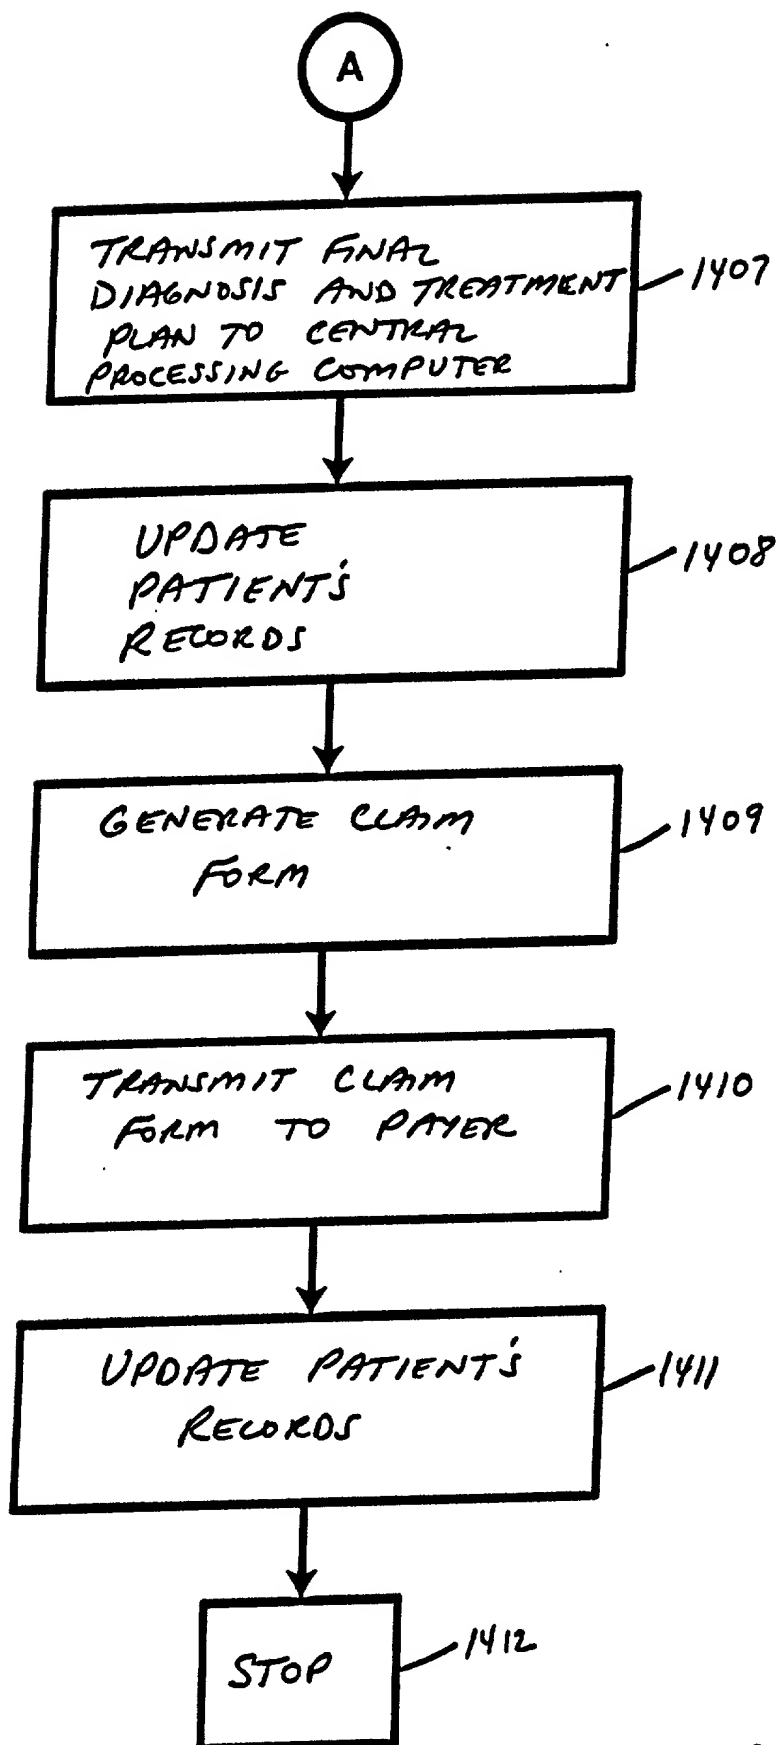 A
TRANSMIT FINAL
DIAGNOSIS AND TREATMENT
PLAN TO CENTRAL
PROCESSING COMPUTER
1407
UPDATE
PATIENT'S
RECORDS
1408
GENERATE CLAIM
FORM
1409
TRANSMIT CLAIM
FORM TO PAYER
1410
UPDATE PATIENT'S
RECORDS
1411
STOP
1412